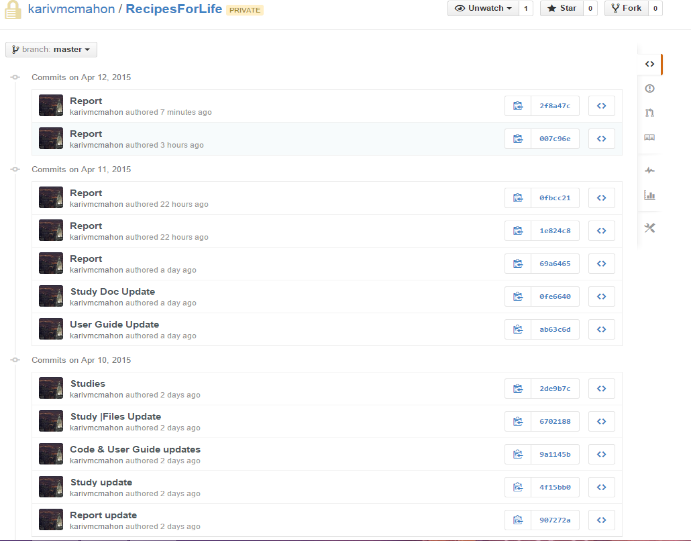 karivmcmahon / RecipesForLife PRIVATE
Unwatch 1 Star 0 Fork 0
branch: master
Commits on Apr 12, 2015
Report
karivmcmahon authored 7 minutes ago
2f8a47c
Report
karivmcmahon authored 3 hours ago
007c96e
Commits on Apr 11, 2015
Report
karivmcmahon authored 22 hours ago
0fbcc21
Report
karivmcmahon authored 22 hours ago
1e824c8
Report
karivmcmahon authored a day ago
69a6465
Study Doc Update
karivmcmahon authored a day ago
0fe6640
User Guide Update
karivmcmahon authored a day ago
ab63c6d
Commits on Apr 10, 2015
Studies
karivmcmahon authored 2 days ago
2de9b7c
Study |Files Update
karivmcmahon authored 2 days ago
6702188
Code & User Guide updates
karivmcmahon authored 2 days ago
9a1145b
Study update
karivmcmahon authored 2 days ago
4f15bb0
Report update
karivmcmahon authored 2 days ago
907272a